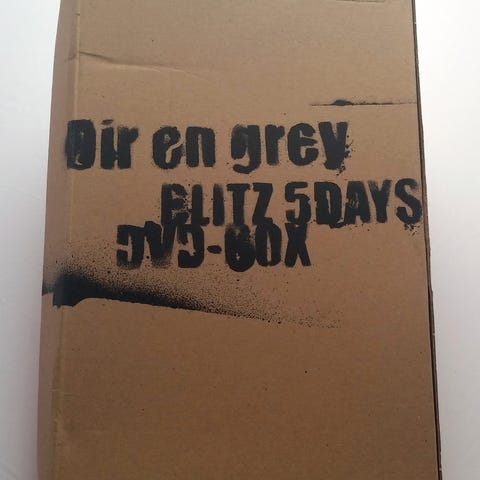 Dir en grey
BLITZ 5DAYS
DVD-BOX